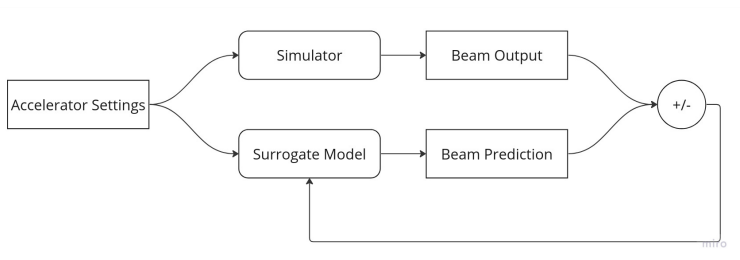 Simulator
Beam Output
Accelerator Settings
+/-
Surrogate Model
Beam Prediction
miro